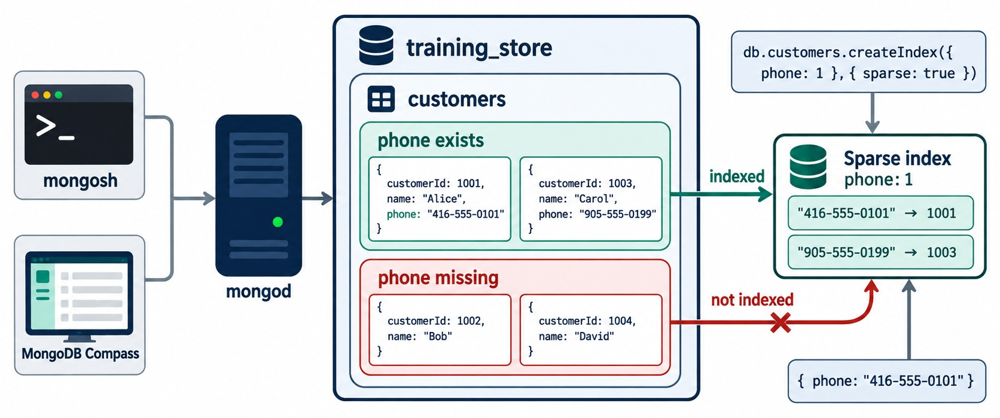 >_
mongosh
MongoDB Compass
mongod
training_store
customers
phone exists
{
customerId: 1001,
name: "Alice",
phone: "416-555-0101"
}
{
customerId: 1003,
name: "Carol",
phone: "905-555-0199"
}
phone missing
{
customerId: 1002,
name: "Bob"
}
{
customerId: 1004,
name: "David"
}
indexed
not indexed
db.customers.createIndex({
phone: 1 }, { sparse: true })
Sparse index
phone: 1
"416-555-0101" → 1001
"905-555-0199" → 1003
{ phone: "416-555-0101" }